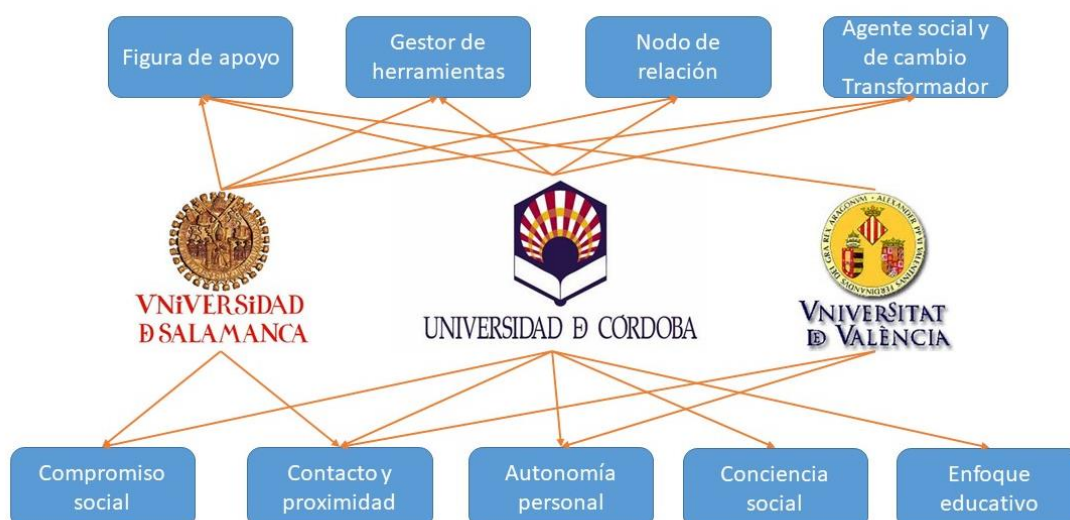 Figura de apoyo
Gestor de
herramientas
Nodo de
relación
Agente social y
de cambio
Transformador
VNiVERSiDAD
Ð SALAMANCA
UNIVERSIDAD Ð CÓRDOBA
VNIVERSITAT
ÐE VALÈNCIA
Compromiso
social
Contacto y
proximidad
Autonomía
personal
Conciencia
social
Enfoque
educativo